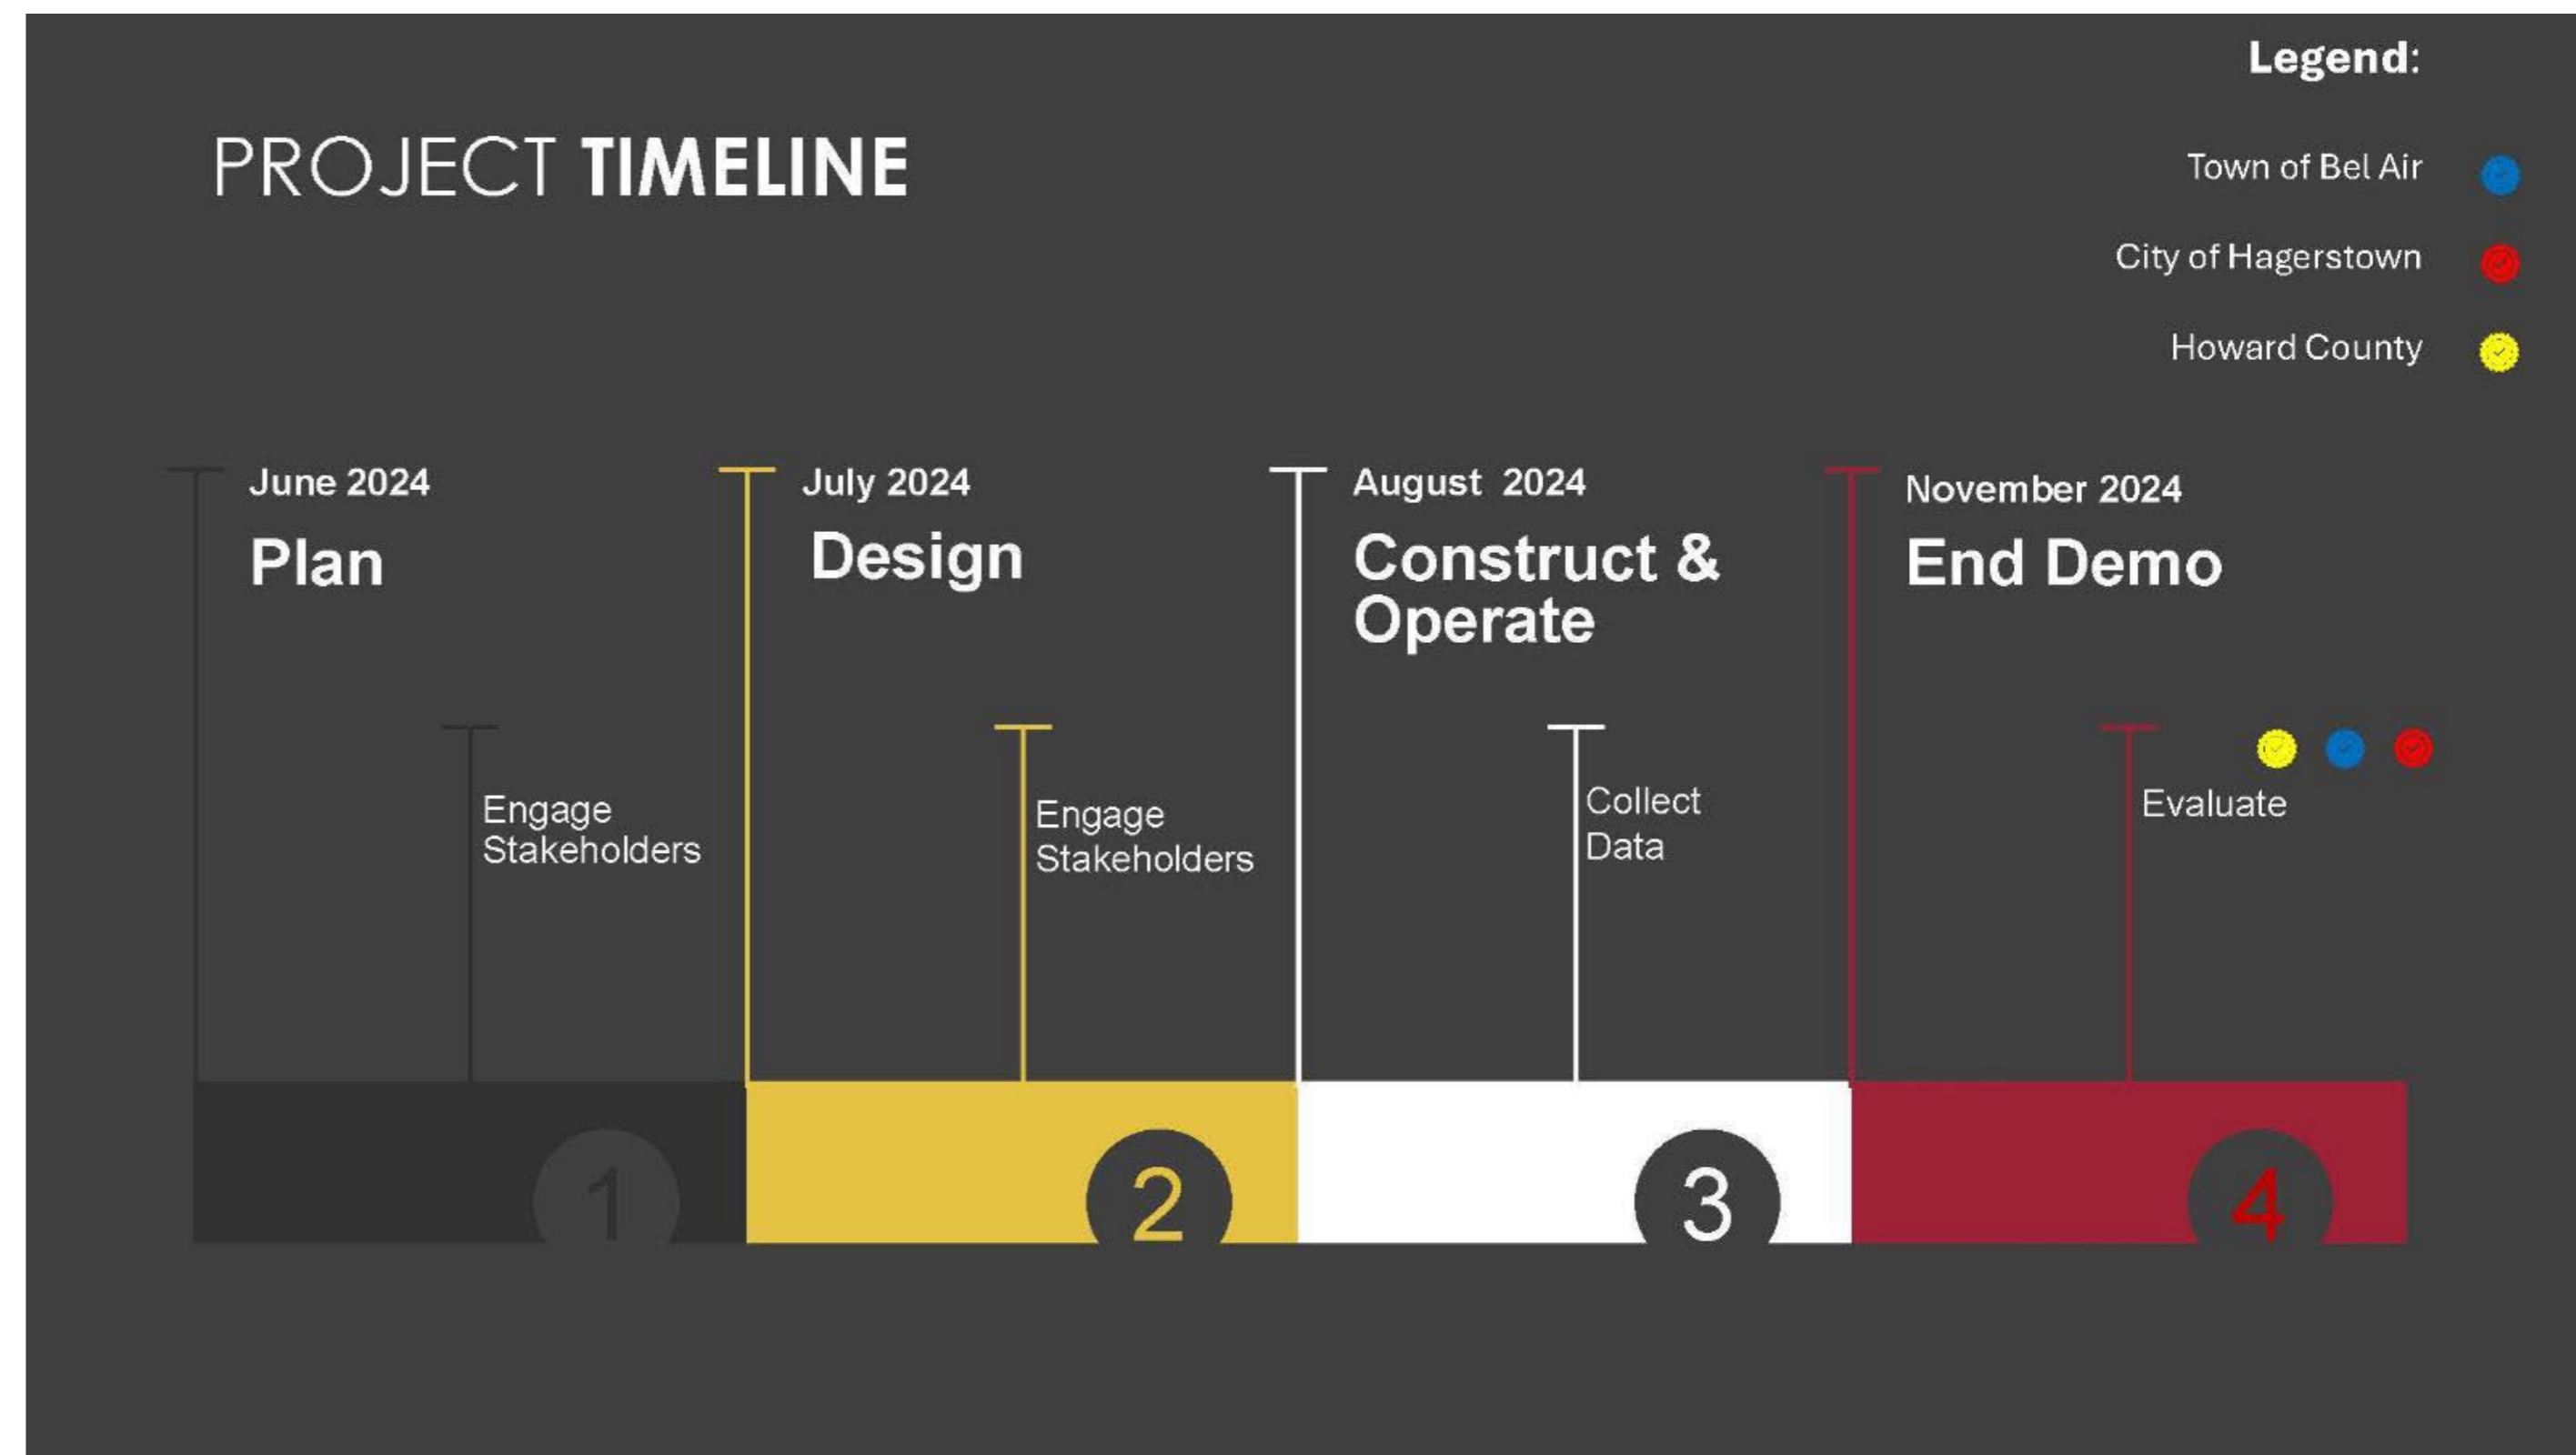 Legend:
PROJECT TIMELINE
Town of Bel Air
City of Hagerstown
Howard County
June 2024
Plan
Engage
Stakeholders
July 2024
Design
Engage
Stakeholders
August 2024
Construct &
Operate
Collect
Data
November 2024
End Demo
Evaluate
1
2
3
4